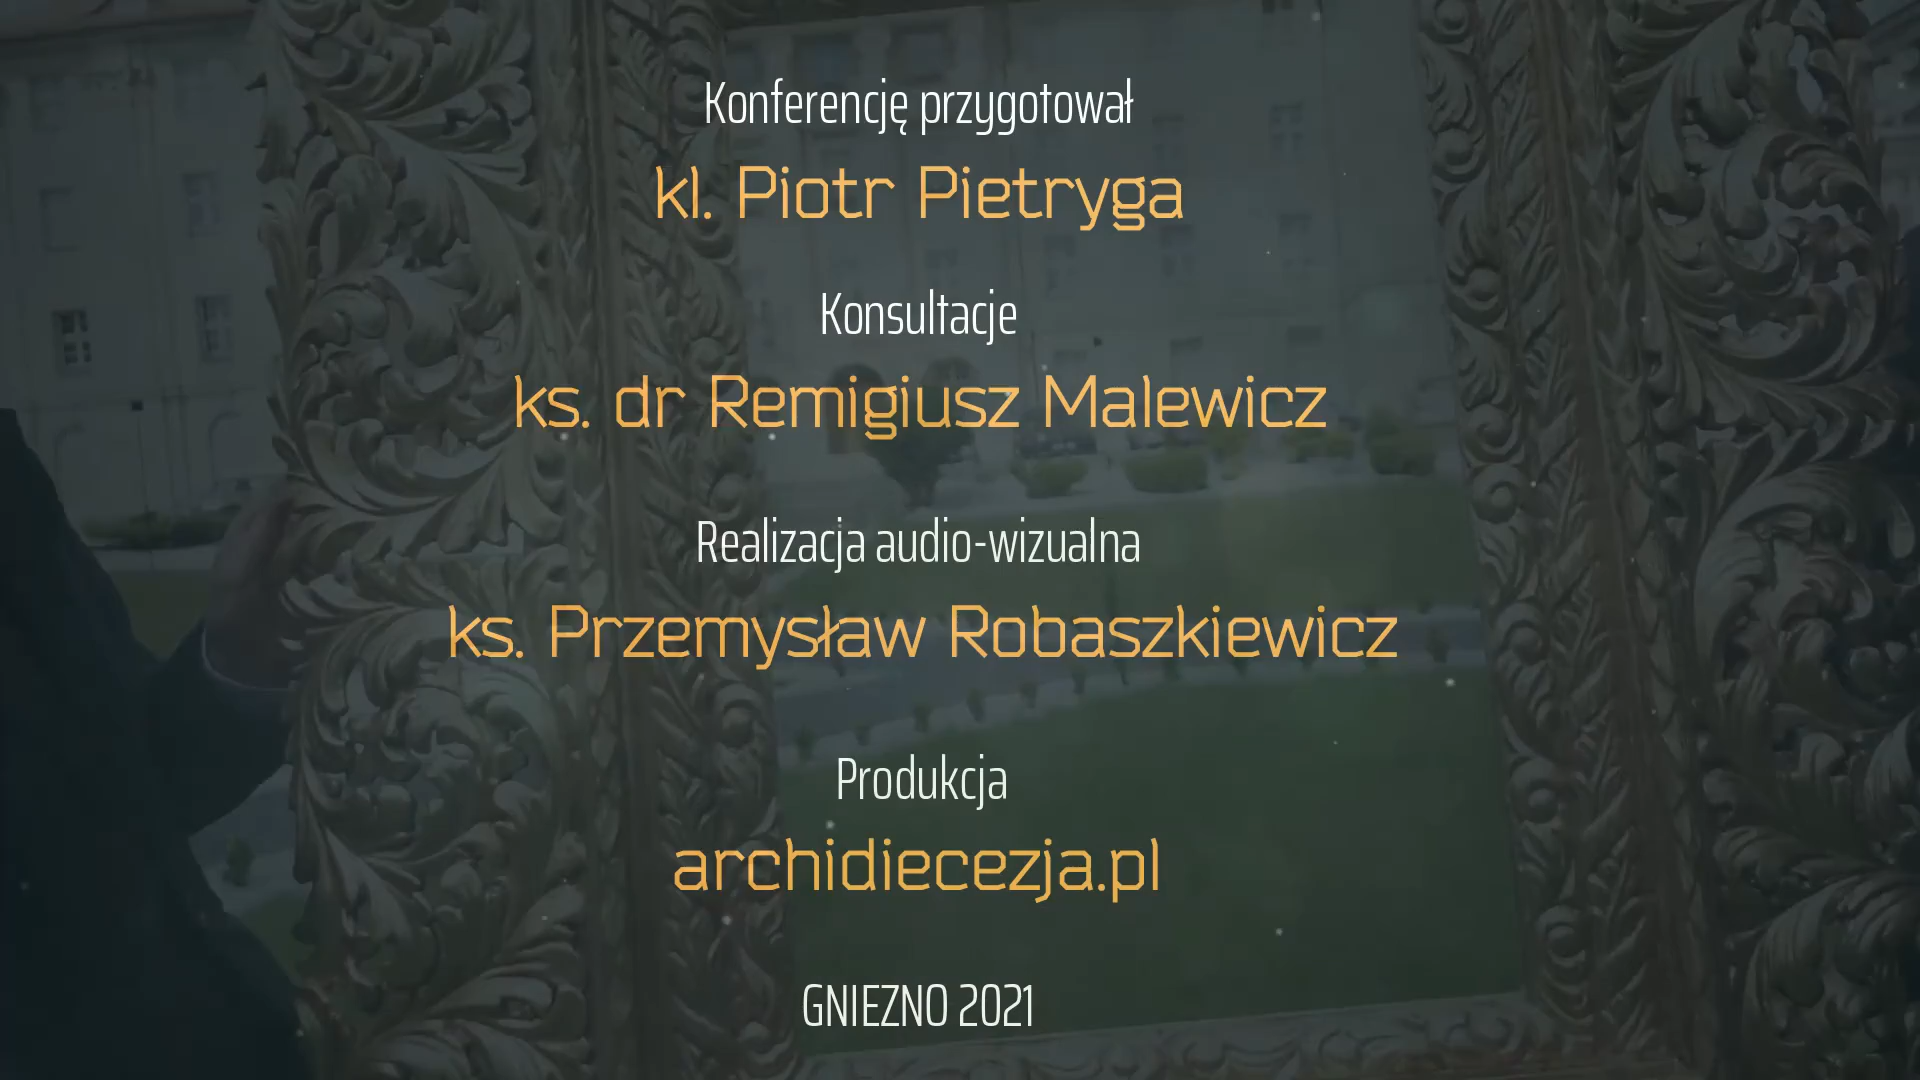 Konferencję przygotował
kl. Piotr Pietryga
Konsultacje
ks. dr Remigiusz Malewicz
Realizacja audio-wizualna
ks. Przemysław Robaszkiewicz
Produkcja
archidiecezja.pl
GNIEZNO 2021